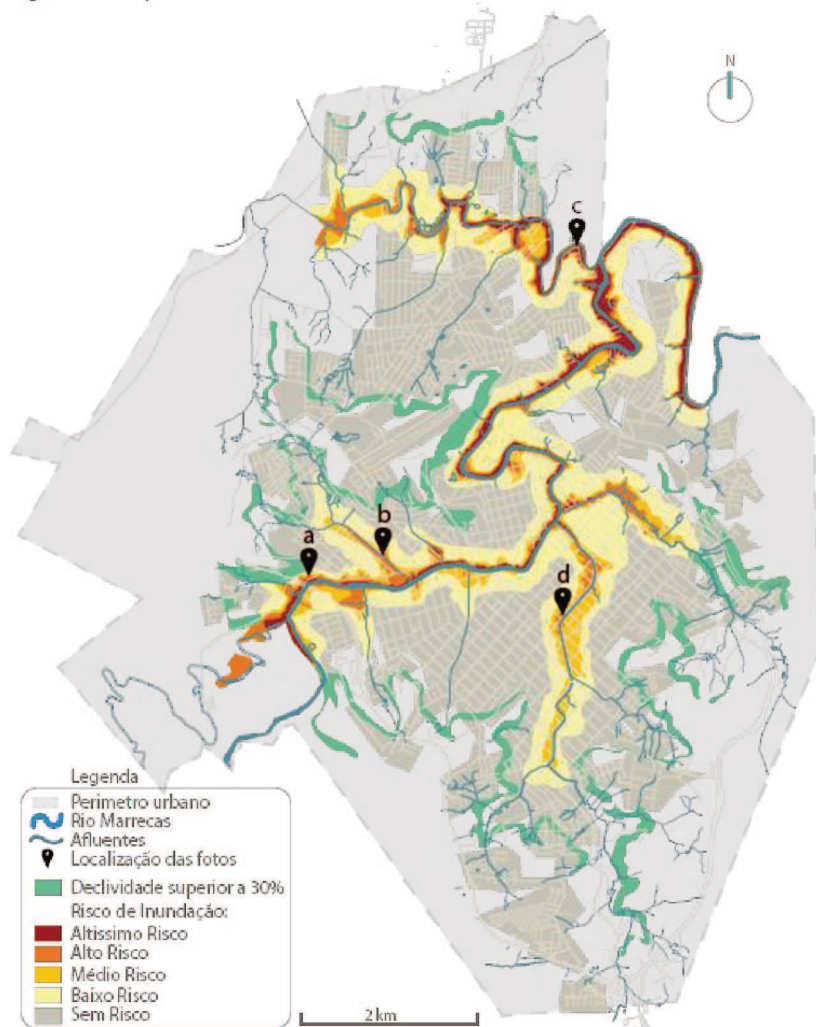 N
c
b
a
d
Legenda
Perimetro urbano
Rio Marrecas
Afluentes
Localização das fotos
Declividade superior a 30%
Risco de Inundação:
Altissimo Risco
Alto Risco
Médio Risco
Baixo Risco
Sem Risco
2 km